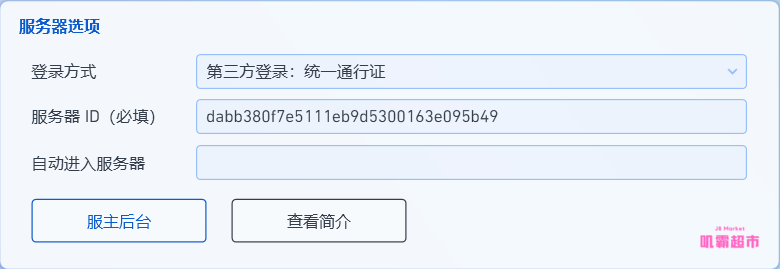 服务器选项
登录方式
第三方登录：统一通行证
服务器 ID（必填）
dabb380f7e5111eb9d5300163e095b49
自动进入服务器
服主后台
查看简介
JB Market
叽霸超市